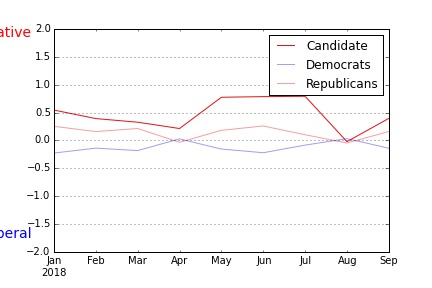 ative
peral
2.0
1.5
1.0
0.5
0.0
−0.5
−1.0
−1.5
−2.0
Candidate
Democrats
Republicans
Jan Feb Mar Apr May Jun Jul Aug Sep
2018